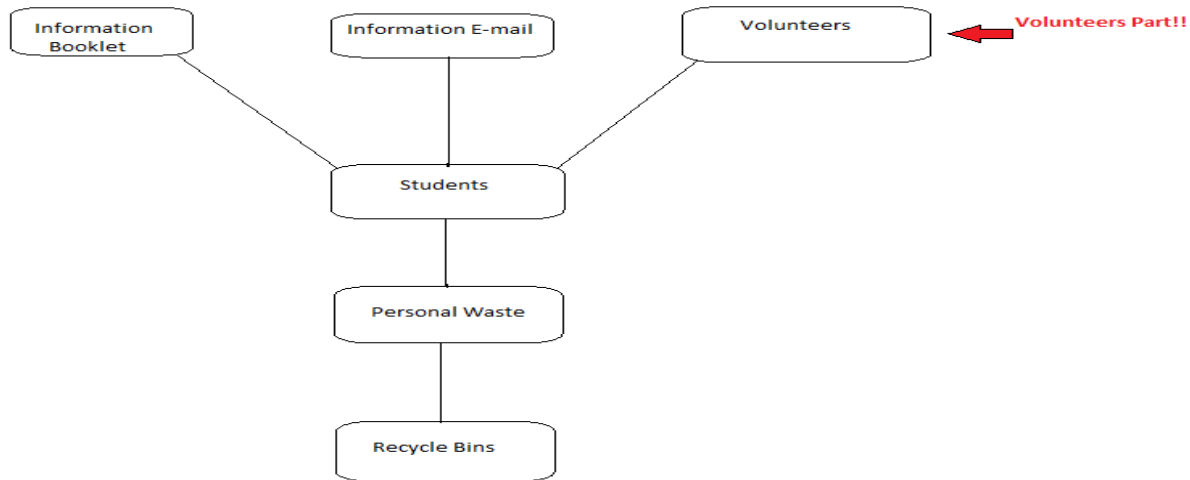 Information
Booklet
Information E-mail
Volunteers
Volunteers Part!!
Students
Personal Waste
Recycle Bins